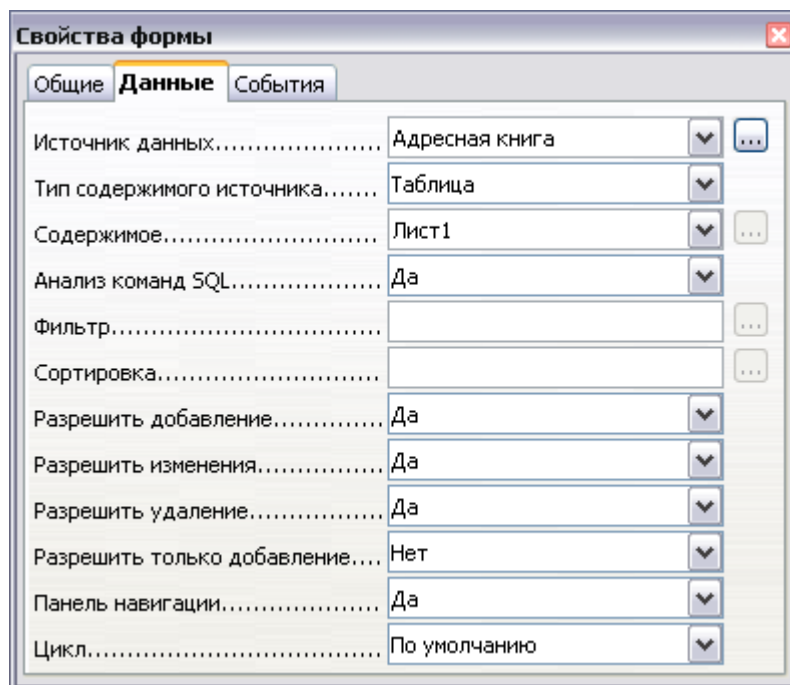 Свойства формы
Общие Данные События
Источник данных..................... Адресная книга ...
Тип содержимого источника....... Таблица
Содержимое........................... Лист1 ...
Анализ команд SQL.................. Да
Фильтр.................................. ...
Сортировка............................ ...
Разрешить добавление............. Да
Разрешить изменения............... Да
Разрешить удаление................. Да
Разрешить только добавление.... Нет
Панель навигации.................... Да
Цикл.................................... По умолчанию